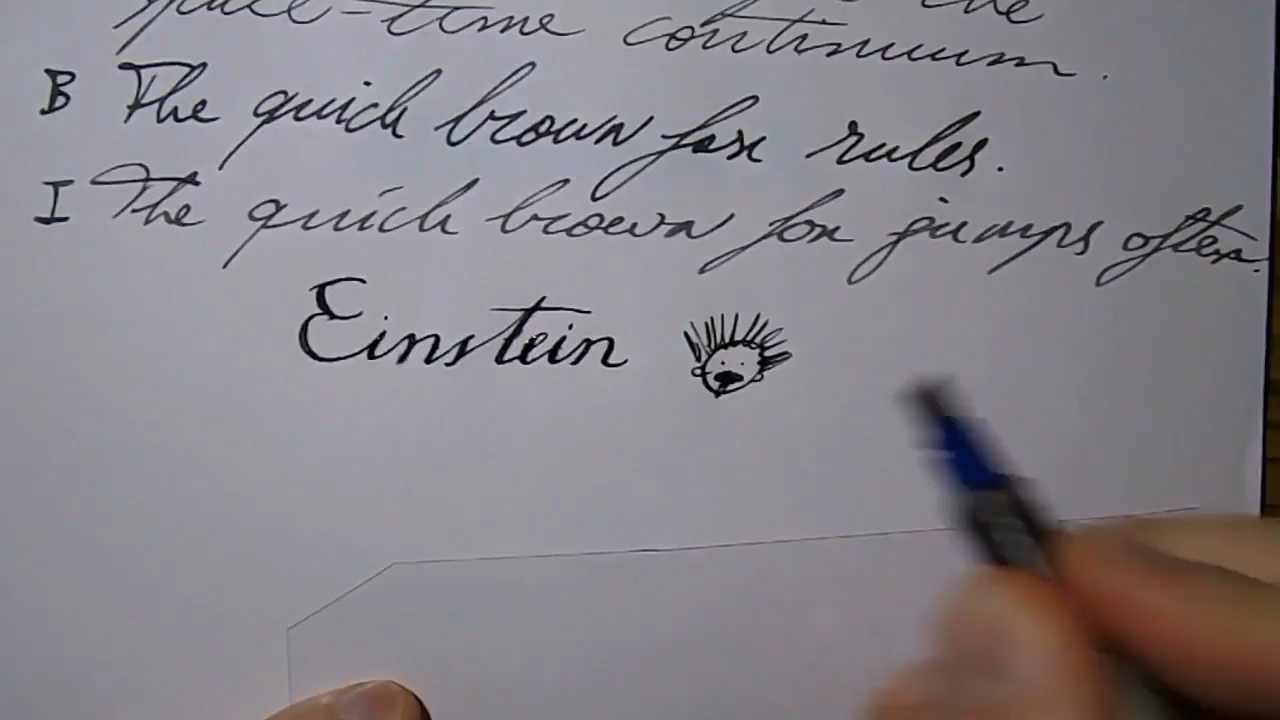 space-time continuum.
B The quick brown fox rules.
I The quick brown fox jumps often.
Einstein